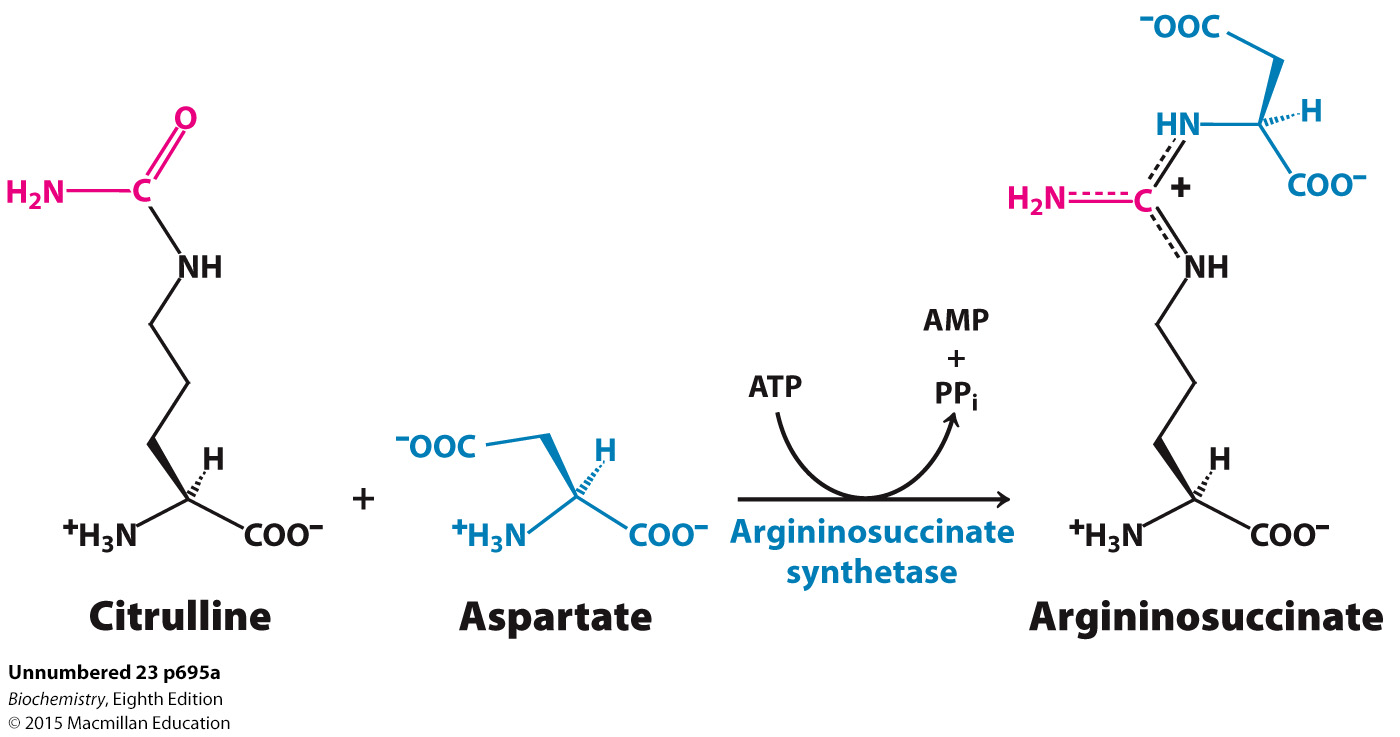 ⁻OOC
H
HN
COO⁻
+
H₂N
C
NH
O
H₂N
C
NH
AMP
+
PPᵢ
ATP
H
⁺H₃N
COO⁻
+
⁻OOC
H
⁺H₃N
COO⁻
Argininosuccinate
synthetase
H
⁺H₃N
COO⁻
Citrulline
Aspartate
Argininosuccinate
Unnumbered 23 p695a
Biochemistry, Eighth Edition
© 2015 Macmillan Education